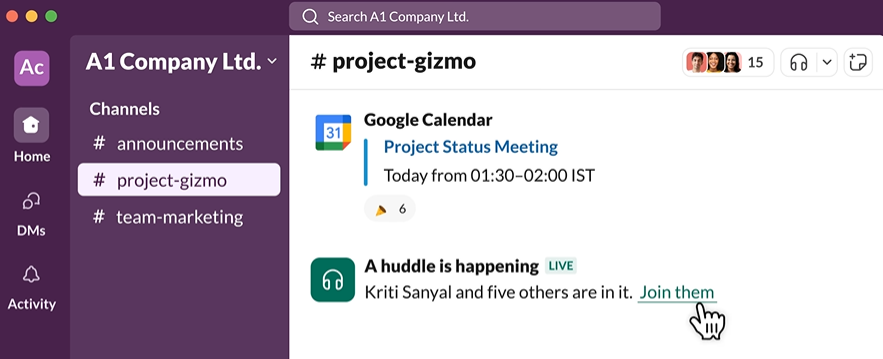 Search A1 Company Ltd.
Ac
A1 Company Ltd.
# project-gizmo
15
Home
DMs
Activity
Channels
# announcements
# project-gizmo
# team-marketing
31
Google Calendar
Project Status Meeting
Today from 01:30–02:00 IST
6
A huddle is happening LIVE
Kriti Sanyal and five others are in it. Join them